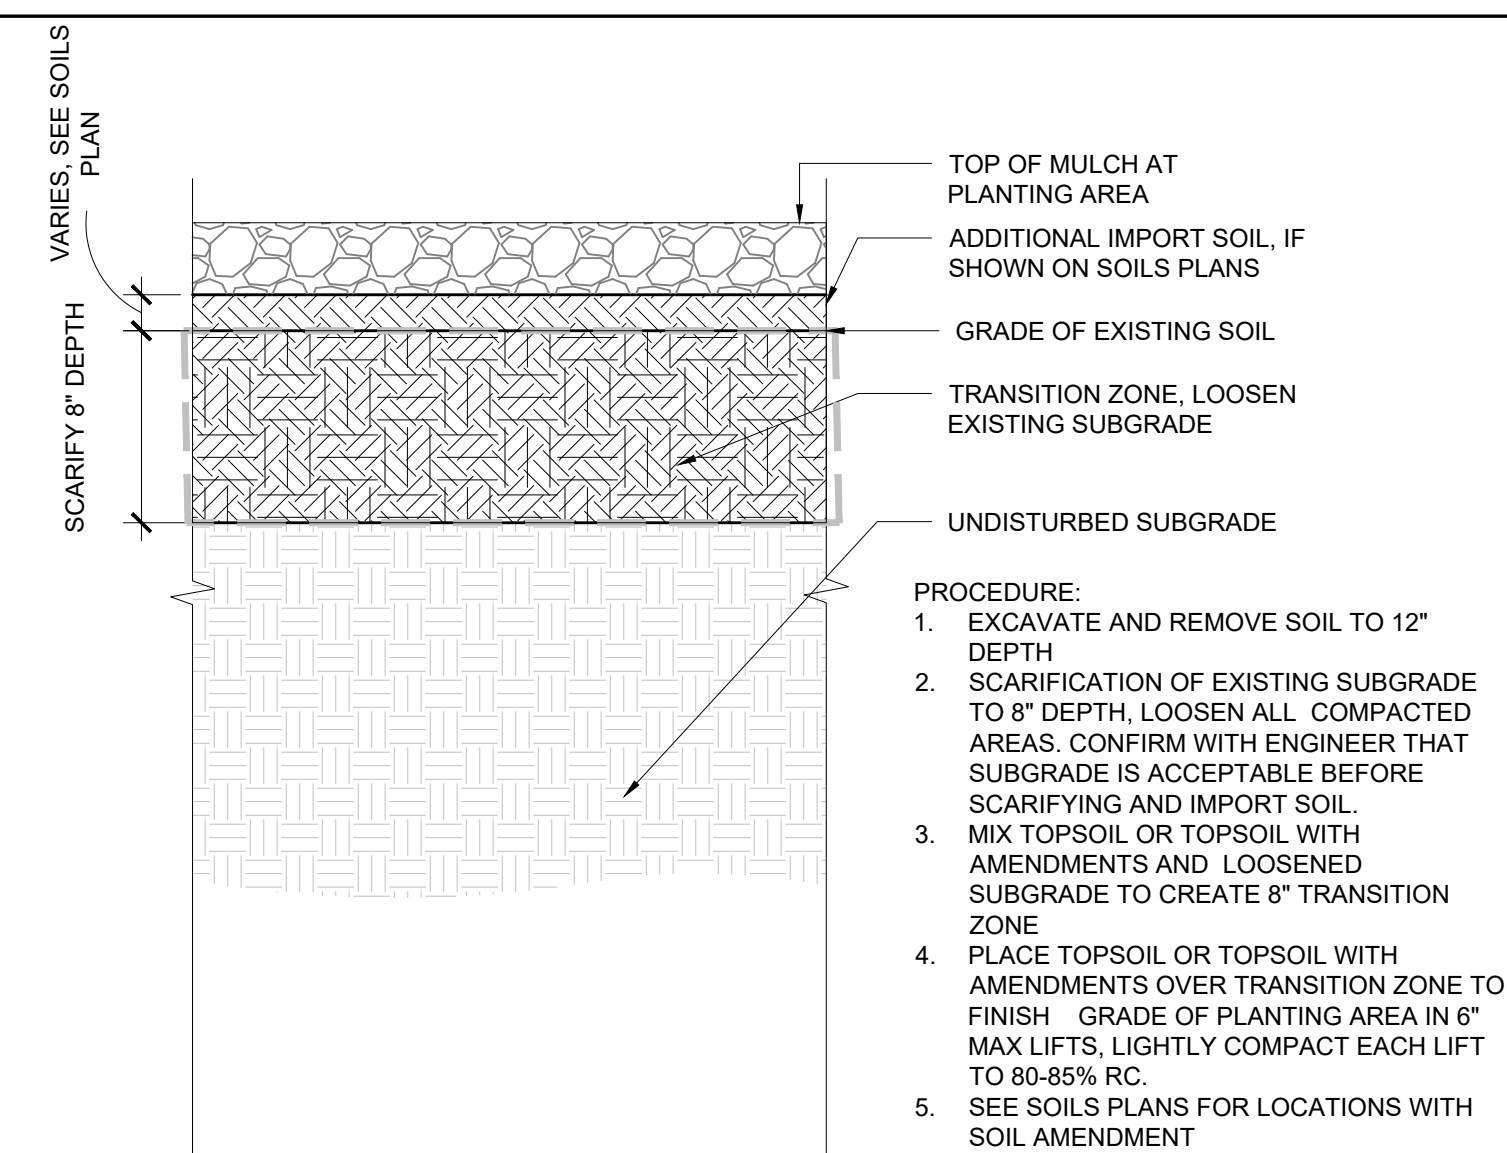 VARIES, SEE SOILS
PLAN
SCARIFY 8" DEPTH
TOP OF MULCH AT
PLANTING AREA
ADDITIONAL IMPORT SOIL, IF
SHOWN ON SOILS PLANS
GRADE OF EXISTING SOIL
TRANSITION ZONE, LOOSEN
EXISTING SUBGRADE
UNDISTURBED SUBGRADE
PROCEDURE:
1. EXCAVATE AND REMOVE SOIL TO 12"
DEPTH
2. SCARIFICATION OF EXISTING SUBGRADE
TO 8" DEPTH, LOOSEN ALL COMPACTED
AREAS. CONFIRM WITH ENGINEER THAT
SUBGRADE IS ACCEPTABLE BEFORE
SCARIFYING AND IMPORT SOIL.
3. MIX TOPSOIL OR TOPSOIL WITH
AMENDMENTS AND LOOSENED
SUBGRADE TO CREATE 8" TRANSITION
ZONE
4. PLACE TOPSOIL OR TOPSOIL WITH
AMENDMENTS OVER TRANSITION ZONE TO
FINISH GRADE OF PLANTING AREA IN 6"
MAX LIFTS, LIGHTLY COMPACT EACH LIFT
TO 80-85% RC.
5. SEE SOILS PLANS FOR LOCATIONS WITH
SOIL AMENDMENT